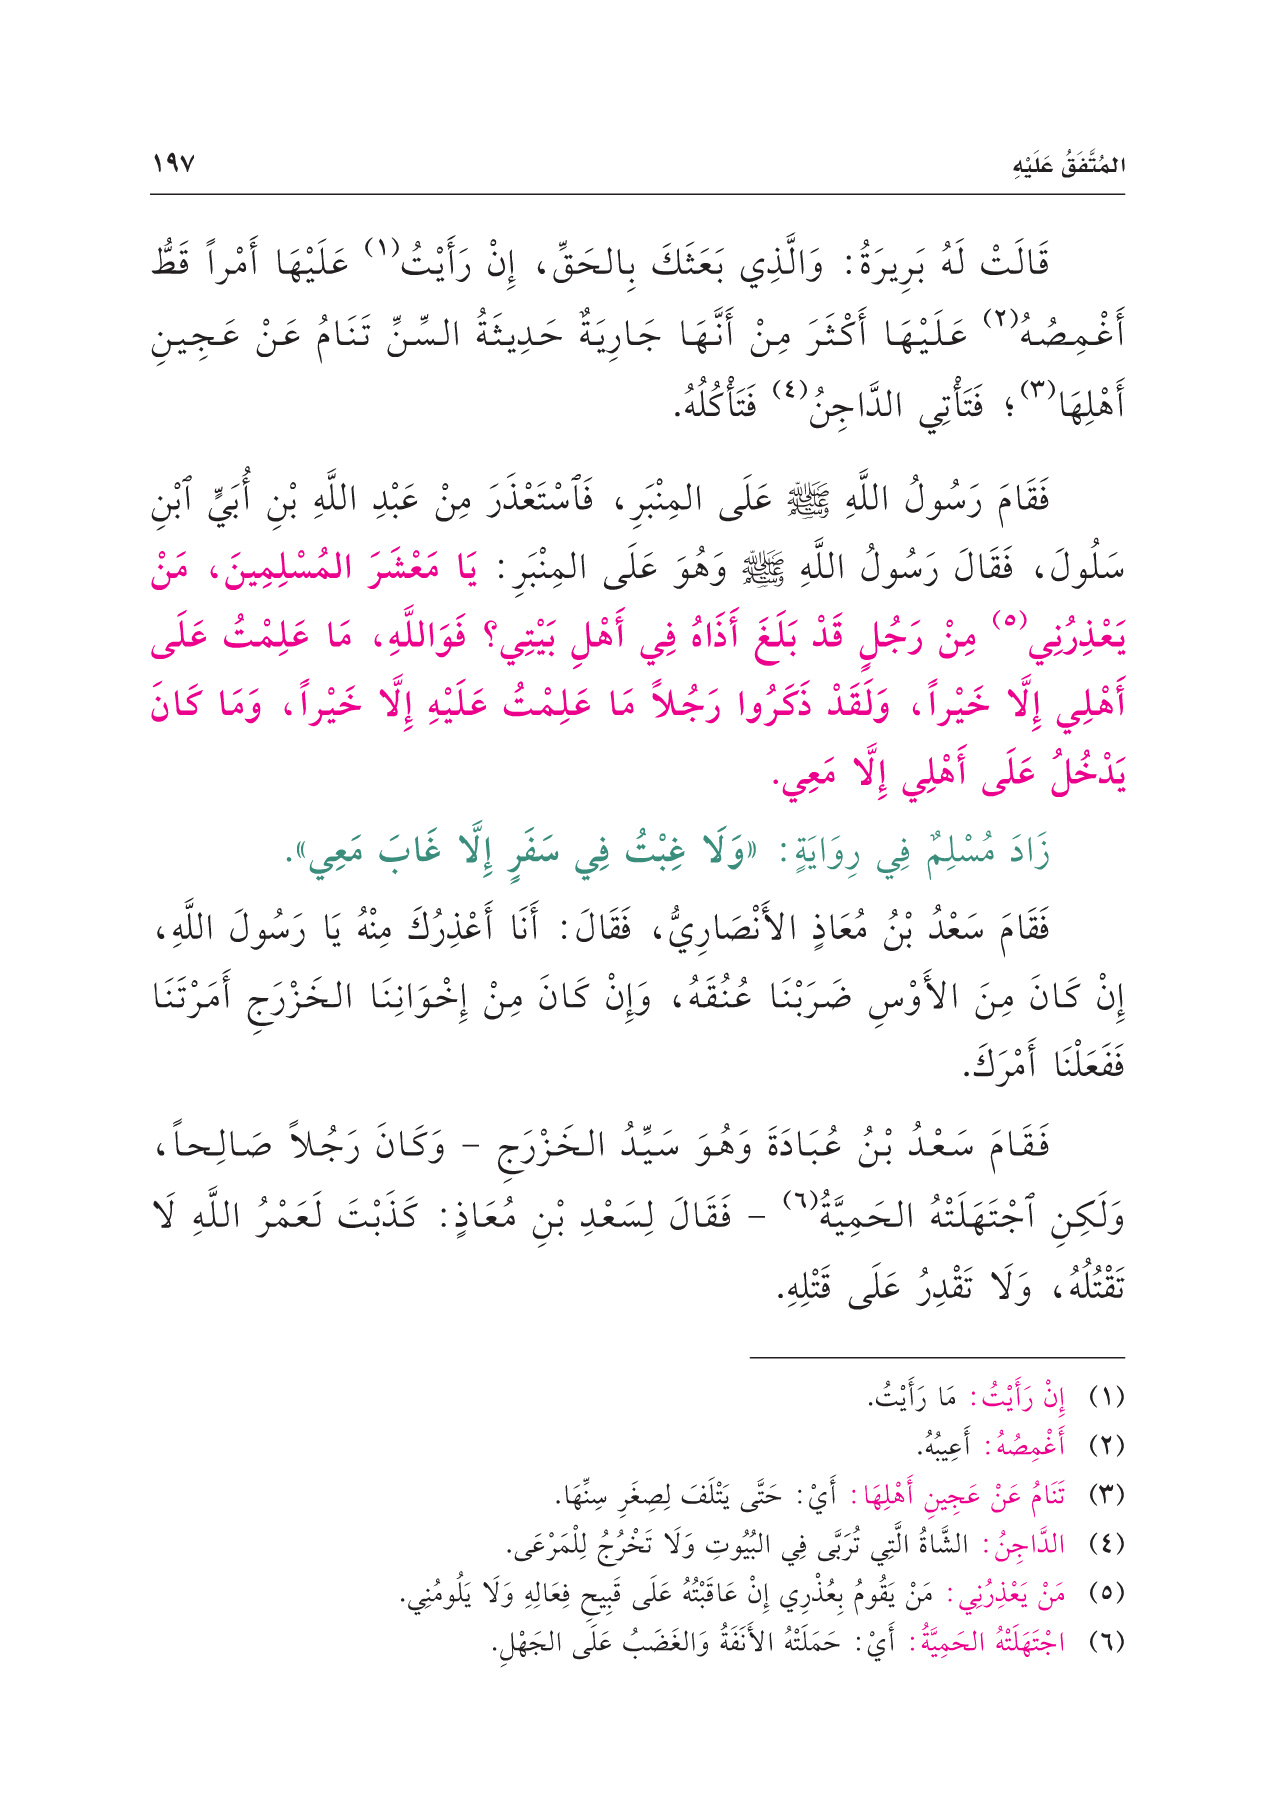 المُتَّفَقُ عَلَيْهِ ١٩٧
قَالَتْ لَهُ بَرِيرَةُ: وَالَّذِي بَعَثَكَ بِالحَقِّ، إِنْ رَأَيْتُ(١) عَلَيْهَا أَمْراً قَطُّ
أَغْمِصُهُ(٢) عَلَيْهَا أَكْثَرَ مِنْ أَنَّهَا جَارِيَةٌ حَدِيثَةُ السِّنِّ تَنَامُ عَنْ عَجِينِ
أَهْلِهَا(٣)؛ فَتَأْتِي الدَّاجِنُ(٤) فَتَأْكُلُهُ.
فَقَامَ رَسُولُ اللَّهِ ﷺ عَلَى المِنْبَرِ، فَٱسْتَعْذَرَ مِنْ عَبْدِ اللَّهِ بْنِ أُبَيٍّ ٱبْنِ
سَلُولَ، فَقَالَ رَسُولُ اللَّهِ ﷺ وَهُوَ عَلَى المِنْبَرِ: يَا مَعْشَرَ المُسْلِمِينَ، مَنْ
يَعْذِرُنِي(٥) مِنْ رَجُلٍ قَدْ بَلَغَ أَذَاهُ فِي أَهْلِ بَيْتِي؟ فَوَاللَّهِ، مَا عَلِمْتُ عَلَى
أَهْلِي إِلَّا خَيْراً، وَلَقَدْ ذَكَرُوا رَجُلاً مَا عَلِمْتُ عَلَيْهِ إِلَّا خَيْراً، وَمَا كَانَ
يَدْخُلُ عَلَى أَهْلِي إِلَّا مَعِي.
زَادَ مُسْلِمٌ فِي رِوَايَةٍ: «وَلَا غِبْتُ فِي سَفَرٍ إِلَّا غَابَ مَعِي».
فَقَامَ سَعْدُ بْنُ مُعَاذٍ الأَنْصَارِيُّ، فَقَالَ: أَنَا أَعْذِرُكَ مِنْهُ يَا رَسُولَ اللَّهِ،
إِنْ كَانَ مِنَ الأَوْسِ ضَرَبْنَا عُنُقَهُ، وَإِنْ كَانَ مِنْ إِخْوَانِنَا الخَزْرَجِ أَمَرْتَنَا
فَفَعَلْنَا أَمْرَكَ.
فَقَامَ سَعْدُ بْنُ عُبَادَةَ وَهُوَ سَيِّدُ الخَزْرَجِ – وَكَانَ رَجُلاً صَالِحاً،
وَلَكِنِ ٱجْتَهَلَتْهُ الحَمِيَّةُ(٦) – فَقَالَ لِسَعْدِ بْنِ مُعَاذٍ: كَذَبْتَ لَعَمْرُ اللَّهِ لَا
تَقْتُلُهُ، وَلَا تَقْدِرُ عَلَى قَتْلِهِ.
(١) إِنْ رَأَيْتُ: مَا رَأَيْتُ.
(٢) أَغْمِصُهُ: أَعِيبُهُ.
(٣) تَنَامُ عَنْ عَجِينِ أَهْلِهَا: أَيْ: حَتَّى يَتْلَفَ لِصِغَرِ سِنِّهَا.
(٤) الدَّاجِنُ: الشَّاةُ الَّتِي تُرَبَّى فِي البُيُوتِ وَلَا تَخْرُجُ لِلْمَرْعَى.
(٥) مَنْ يَعْذِرُنِي: مَنْ يَقُومُ بِعُذْرِي إِنْ عَاقَبْتُهُ عَلَى قَبِيحِ فِعَالِهِ وَلَا يَلُومُنِي.
(٦) اجْتَهَلَتْهُ الحَمِيَّةُ: أَيْ: حَمَلَتْهُ الأَنَفَةُ وَالغَضَبُ عَلَى الجَهْلِ.